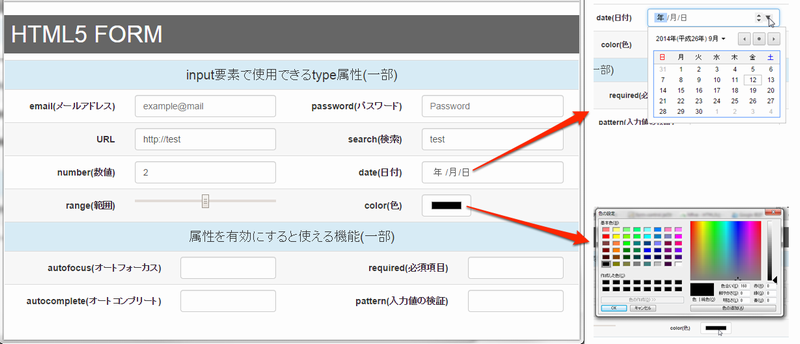 HTML5 FORM
input要素で使用できるtype属性(一部)
email(メールアドレス) example@mail password(パスワード) Password
URL http://test search(検索) test
number(数値) 2 date(日付) 年 /月/日
range(範囲) color(色)
属性を有効にすると使える機能(一部)
autofocus(オートフォーカス) required(必須項目)
autocomplete(オートコンプリート) pattern(入力値の検証)
date(日付) 年/月/日
color(色) 2014年(平成26年) 9月
日 月 火 水 木 金 土
一部) 31 1 2 3 4 5 6
7 8 9 10 11 12 13
required(必 14 15 16 17 18 19 20
21 22 23 24 25 26 27
28 29 30 1 2 3 4
pattern(入力値の検証)
色の設定
基本色(B):
作成した色(C):
OK キャンセル
色の追加(A)
color(色)